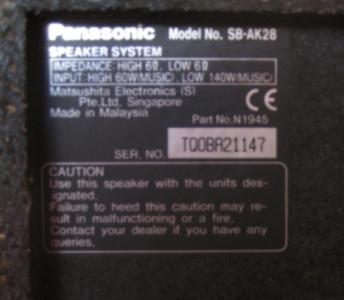 Panasonic Model No. SB-AK28
SPEAKER SYSTEM
IMPEDANCE: HIGH 6Ω, LOW 6Ω
INPUT: HIGH 60W(MUSIC), LOW 140W(MUSIC)
Matsushita Electronics (S)
Pte.Ltd. Singapore
Made in Malaysia
CE
Part No.N1945
SER. NO. TQ0BA21147
CAUTION
Use this speaker with the units des-
ignated.
Failure to heed this caution may re-
sult in malfunctioning or a fire.
Contact your dealer if you have any
queries.